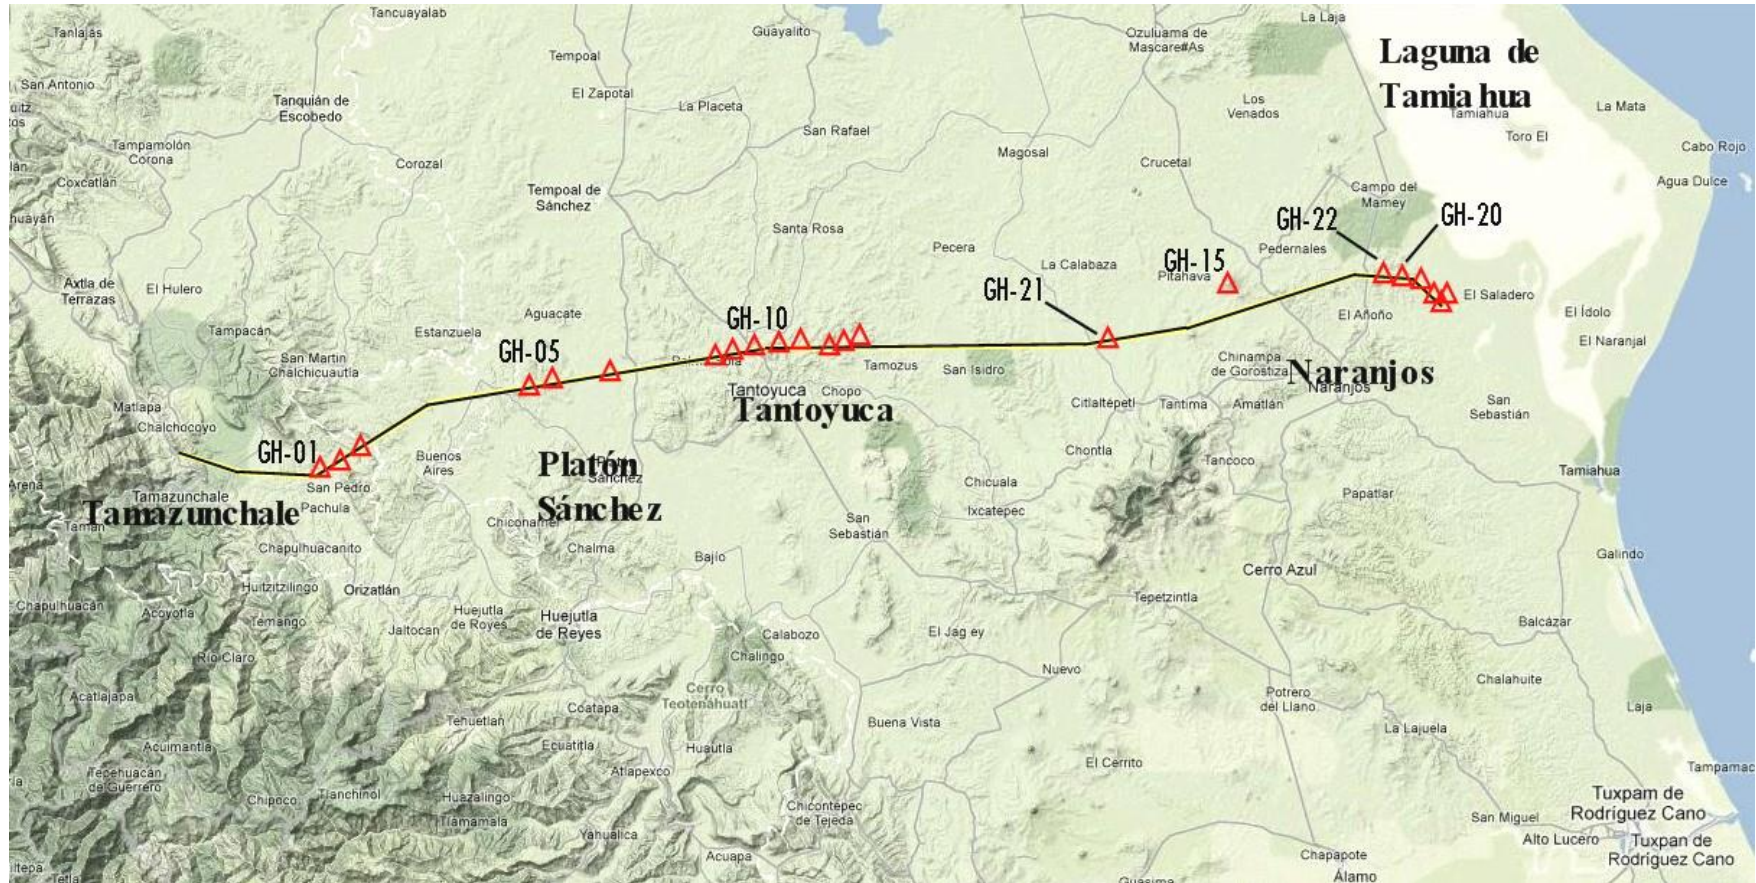 Tancuayalab
Tanlajás
Guayalito
La Laja
Ozuluama de
Mascare#As
Laguna de
Tamiahua
Tempoal
San Antonio
El Zapotal
Tanquián de
Escobedo
La Placeta
Los
Venados
La Mata
Tamiahua
San Rafael
Toro El
Tampamolón
Corona
Corozal
Magosal
Crucetal
Cabo Rojo
Coxcatlán
Tempoal de
Sánchez
Campo del
Mamey
Agua Dulce
huayán
Santa Rosa
GH-22
GH-20
Pecera
Pedernales
La Calabaza
GH-15
Pitahaya
Axtla de
Terrazas
El Hulero
GH-21
El Saladero
Aguacate
GH-10
El Añoño
El Ídolo
Tampacán
Estanzuela
GH-05
El Naranjal
San Martin
Chalchicuautla
Tamozus
San Isidro
Chinampa
de Gorostiza
Naranjos
Naranjos
Tantoyuca
Chopo
Tantoyuca
Matlapa
Chalchocoyo
Citlaltépetl
Tantima
Amatlán
San
Sebastián
GH-01
Buenos
Aires
Platón
Sánchez
Platón
Sánchez
Chontla
Tancoco
Tamiahua
San Pedro
Tamazunchale
Pachula
Tamazunchale
Chicuala
Papatlar
Ixcatepec
San
Sebastián
Chiconamel
Chapulhuacanito
Chalma
Bajío
Galindo
Cerro Azul
Huitzitzilingo
Orizatlán
Chapulhuacán
Acoyotla
Temango
Tepetzintla
Huejutla
de Royes
Huejutla
de Reyes
Jaltocan
Calabozo
El Jag ey
Balcázar
Río Claro
Chalingo
Nuevo
Chalahuite
Acatlajapa
Cerro
Teotenahuatl
Potrero
del Llano
Laja
Coatapa
Tehuetlan
Buena Vista
La Lajuela
Acuimantla
Ecuatitla
Huautla
El Cerrito
Tampamac
Tepehuacán
de Guerrero
Atlapexco
Chipoco
Tlanchinol
Huazalingo
Chicontepec
de Tejeda
Tuxpam de
Rodríguez Cano
Tlamamala
San Miguel
Yahualica
Alto Lucero
Tuxpan de
Rodríguez Cano
Acuapa
Chapapote
Álamo